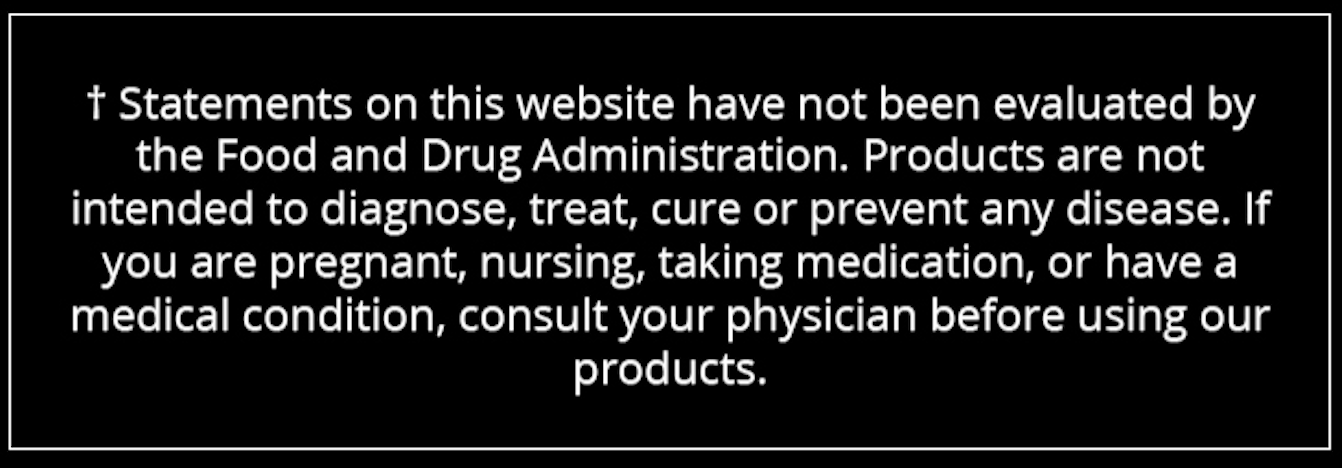 † Statements on this website have not been evaluated by
the Food and Drug Administration. Products are not
intended to diagnose, treat, cure or prevent any disease. If
you are pregnant, nursing, taking medication, or have a
medical condition, consult your physician before using our
products.